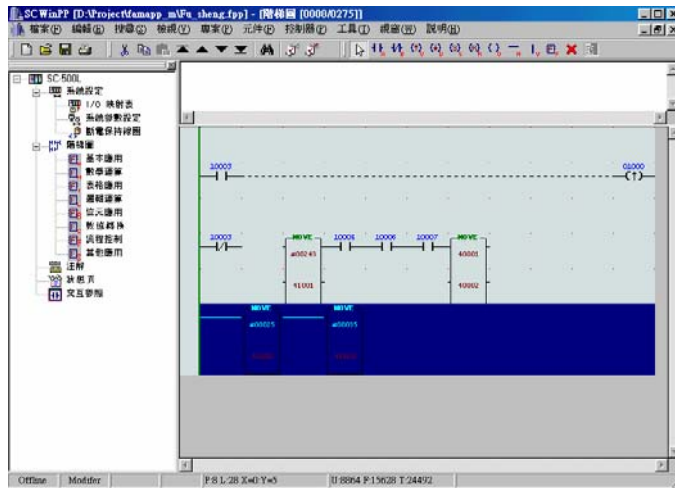 SC WinPP [D:\Project\famapp_m\Fu_sheng.fpp] - [階梯圖 [0000/0275]]
檔案(F) 編輯(E) 搜尋(S) 檢視(V) 專案(P) 元件(E) 控制器(P) 工具(T) 視窗(W) 說明(H)
SC-500L
系統設定
I/O 映射表
系統參數設定
斷電保持線圈
階梯圖
基本應用
數學運算
表格應用
邏輯運算
位元應用
數值轉換
流程控制
其他應用
註解
狀態頁
交互參照
10003 01000
(↑)
10003 MOVE 10005 10006 10007 MOVE
#00243 40001
41001 40002
MOVE MOVE
#00025 #00035
Offline Modifer P:8 L:28 X=0:Y=5 U:8864 F:15628 T:24492